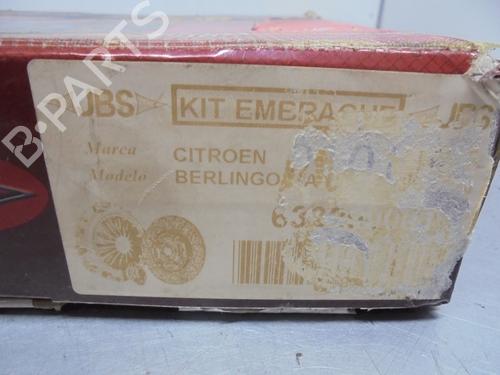 JBS KIT EMBRAGUE JBS
Marca CITROEN
Modelo BERLINGO
B-PARTS